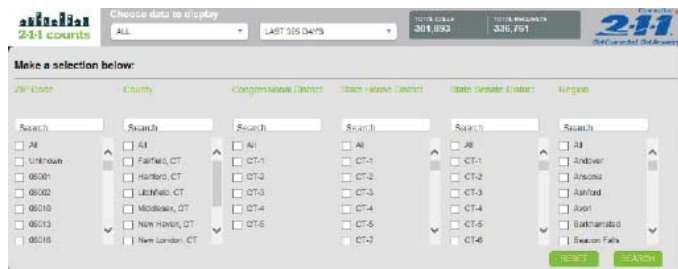 2-1-1 counts
Choose data to display
ALL
LAST 365 DAYS
TOTAL CALLS
301,893
TOTAL REQUESTS
336,751
2-1-1
Get Connected. Get Answers
Make a selection below:
ZIP Code
County
Congressional District
State House District
State Senate District
Region
Search
Search
Search
Search
Search
Search
All
Unknown
06001
06002
06010
06013
06016
All
Fairfield, CT
Hartford, CT
Litchfield, CT
Middlesex, CT
New Haven, CT
New London, CT
All
CT-1
CT-2
CT-3
CT-4
CT-5
All
CT-1
CT-2
CT-3
CT-4
CT-5
CT-7
All
CT-1
CT-2
CT-3
CT-4
CT-5
CT-6
All
Andover
Ansonia
Ashford
Avon
Barkhamsted
Beacon Falls
RESET
SEARCH